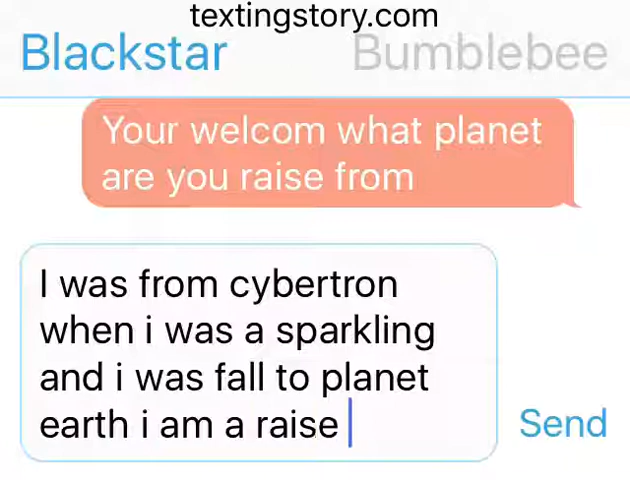 textingstory.com
Blackstar Bumblebee
Your welcom what planet
are you raise from
I was from cybertron
when i was a sparkling
and i was fall to planet
earth i am a raise
Send